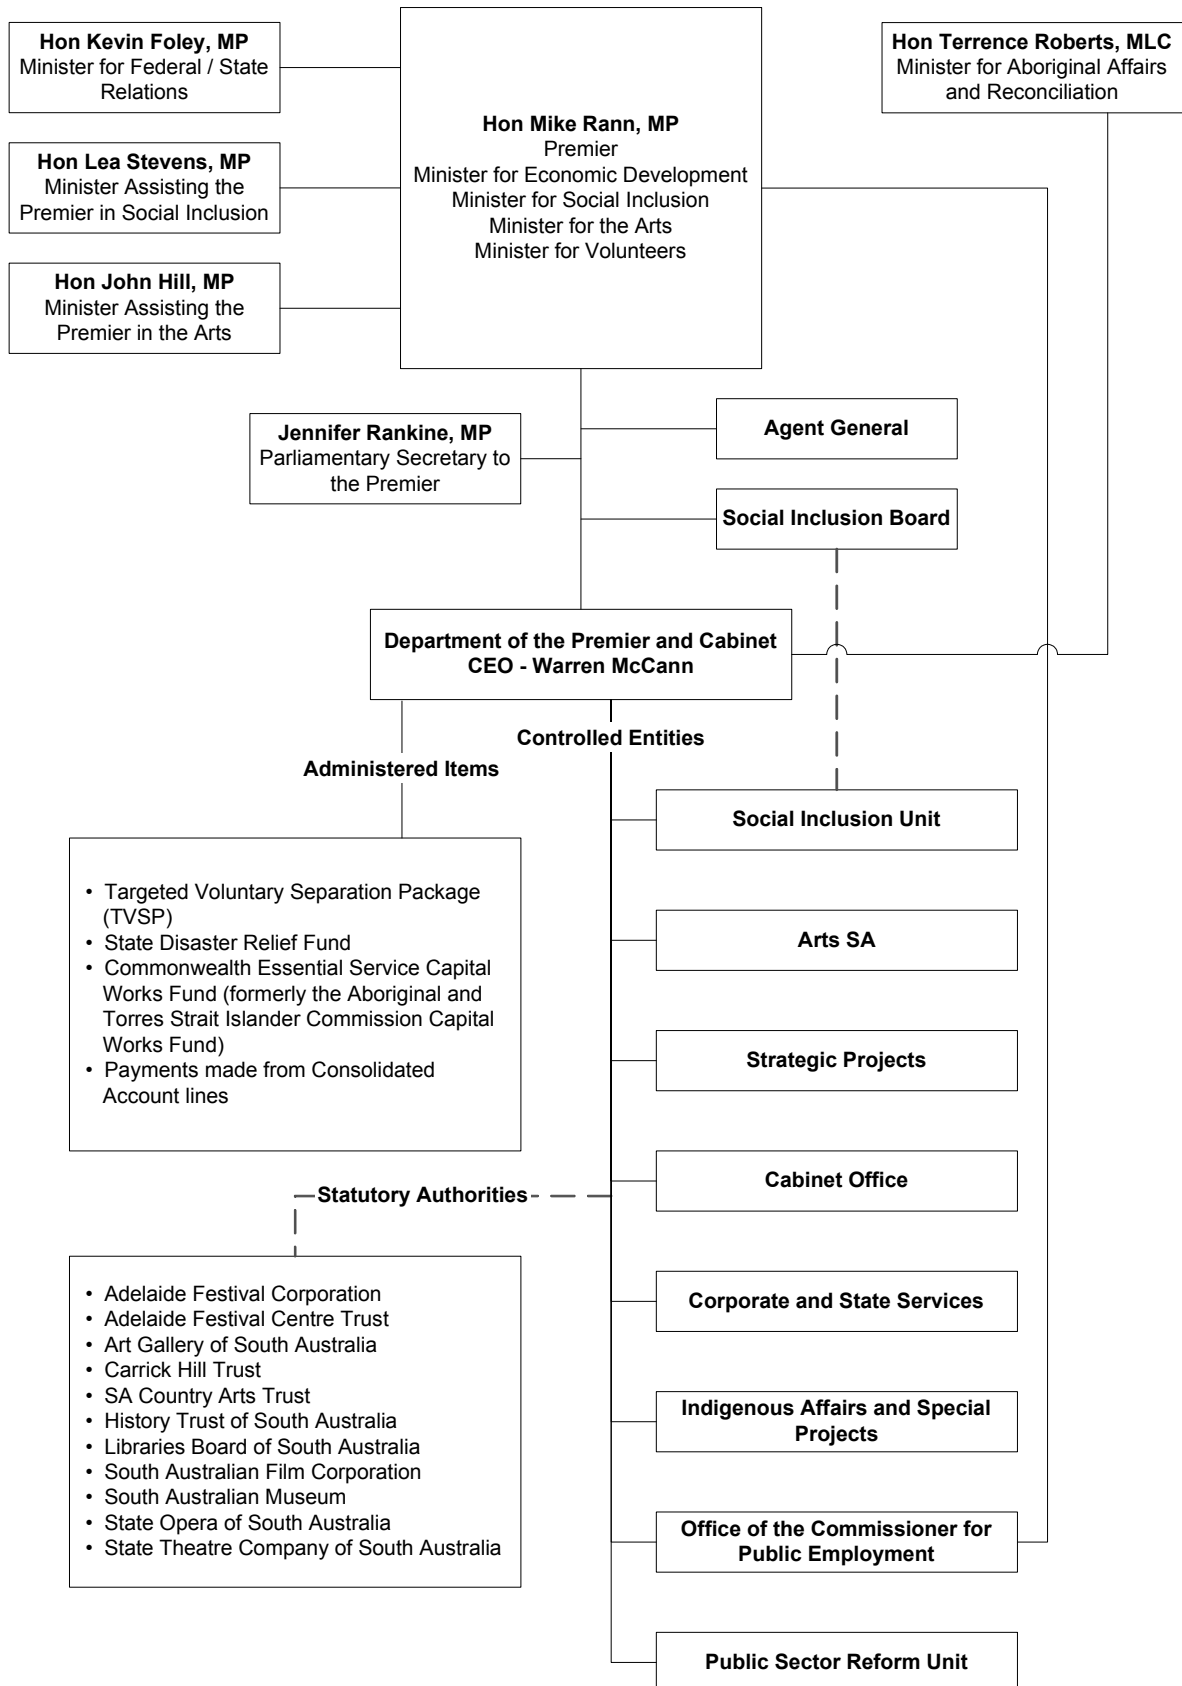 Hon Kevin Foley, MP
Minister for Federal / State
Relations
Hon Lea Stevens, MP
Minister Assisting the
Premier in Social Inclusion
Hon John Hill, MP
Minister Assisting the
Premier in the Arts
Hon Mike Rann, MP
Premier
Minister for Economic Development
Minister for Social Inclusion
Minister for the Arts
Minister for Volunteers
Hon Terrence Roberts, MLC
Minister for Aboriginal Affairs
and Reconciliation
Jennifer Rankine, MP
Parliamentary Secretary to
the Premier
Agent General
Social Inclusion Board
Department of the Premier and Cabinet
CEO - Warren McCann
Controlled Entities
Administered Items
• Targeted Voluntary Separation Package
(TVSP)
• State Disaster Relief Fund
• Commonwealth Essential Service Capital
Works Fund (formerly the Aboriginal and
Torres Strait Islander Commission Capital
Works Fund)
• Payments made from Consolidated
Account lines
Statutory Authorities
• Adelaide Festival Corporation
• Adelaide Festival Centre Trust
• Art Gallery of South Australia
• Carrick Hill Trust
• SA Country Arts Trust
• History Trust of South Australia
• Libraries Board of South Australia
• South Australian Film Corporation
• South Australian Museum
• State Opera of South Australia
• State Theatre Company of South Australia
Social Inclusion Unit
Arts SA
Strategic Projects
Cabinet Office
Corporate and State Services
Indigenous Affairs and Special
Projects
Office of the Commissioner for
Public Employment
Public Sector Reform Unit